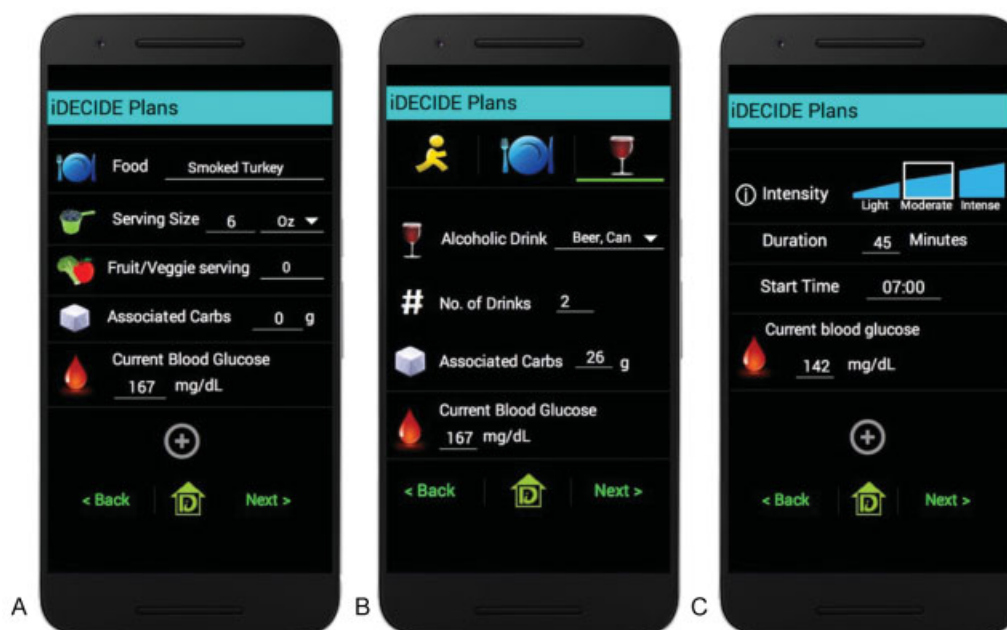 iDECIDE Plans
Food Smoked Turkey
Serving Size 6 Oz
Fruit/Veggie serving 0
Associated Carbs 0 g
Current Blood Glucose
167 mg/dL
< Back iD Next >
A
iDECIDE Plans
Alcoholic Drink Beer, Can
# No. of Drinks 2
Associated Carbs 26 g
Current Blood Glucose
167 mg/dL
< Back iD Next >
B
iDECIDE Plans
Intensity
Light Moderate Intense
Duration 45 Minutes
Start Time 07:00
Current blood glucose
142 mg/dL
< Back iD Next >
C